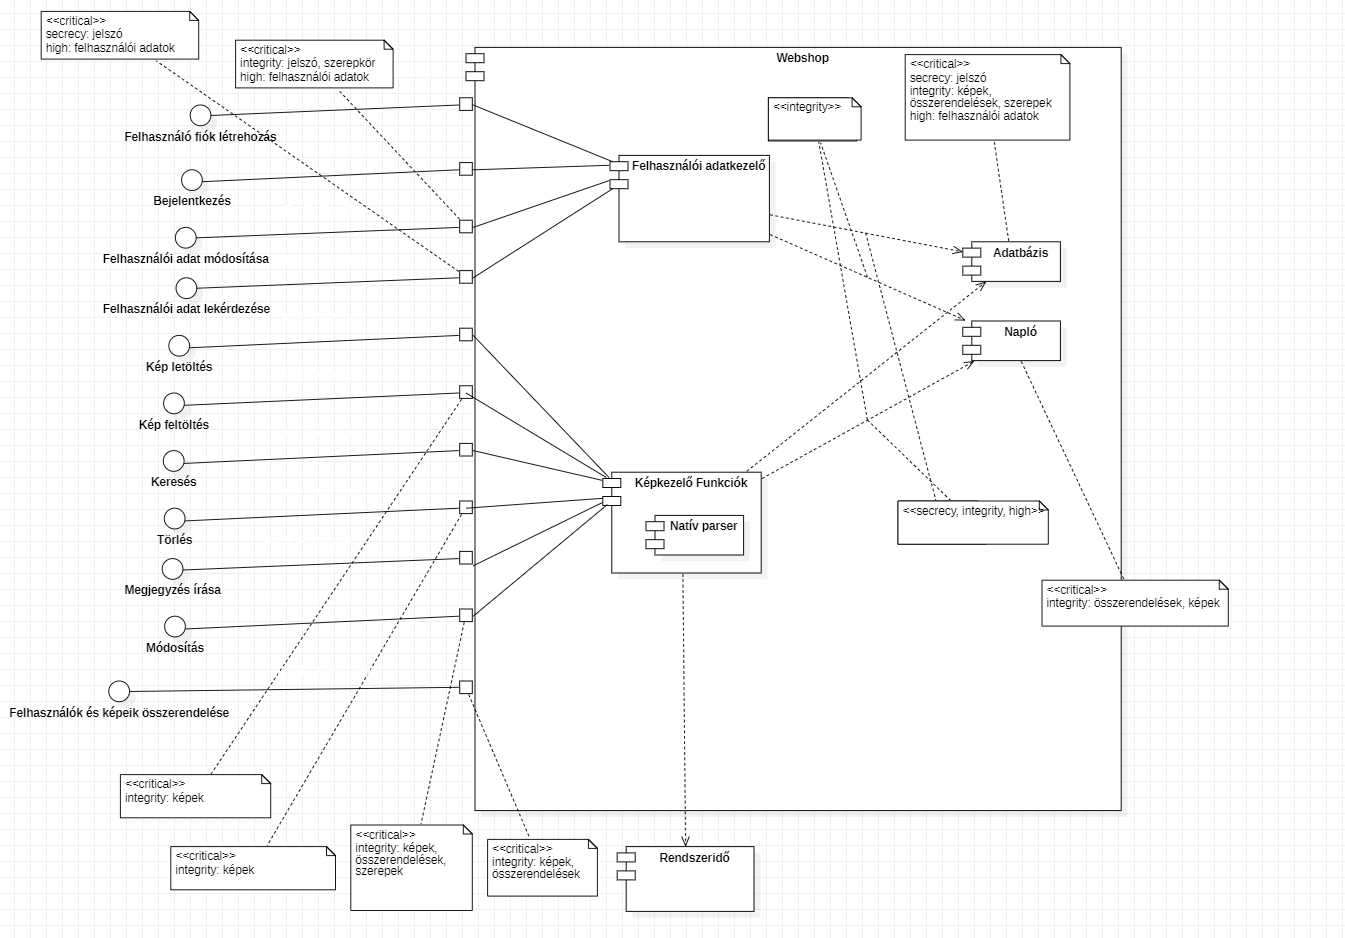 <<critical>>
secrecy: jelszó
high: felhasználói adatok
<<critical>>
integrity: jelszó, szerepkör
high: felhasználói adatok
Webshop
<<critical>>
secrecy: jelszó
integrity: képek,
összerendelések, szerepek
high: felhasználói adatok
<<integrity>>
Felhasználó fiók létrehozás
Felhasználói adatkezelő
Bejelentkezés
Felhasználói adat módosítása
Adatbázis
Felhasználói adat lekérdezése
Napló
Kép letöltés
Kép feltöltés
Keresés
Képkezelő Funkciók
Natív parser
<<secrecy, integrity, high>>
Törlés
Megjegyzés írása
<<critical>>
integrity: összerendelések, képek
Módosítás
Felhasználók és képeik összerendelése
<<critical>>
integrity: képek
<<critical>>
integrity: képek
<<critical>>
integrity: képek,
összerendelések,
szerepek
<<critical>>
integrity: képek,
összerendelések
Rendszeridő